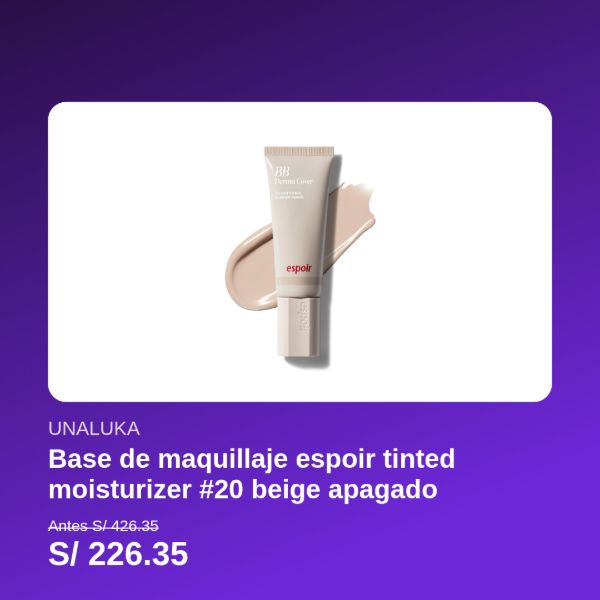 BB
Derma Cover
espoir
espoir
UNALUKA
Base de maquillaje espoir tinted
moisturizer #20 beige apagado
Antes S/ 426.35
S/ 226.35